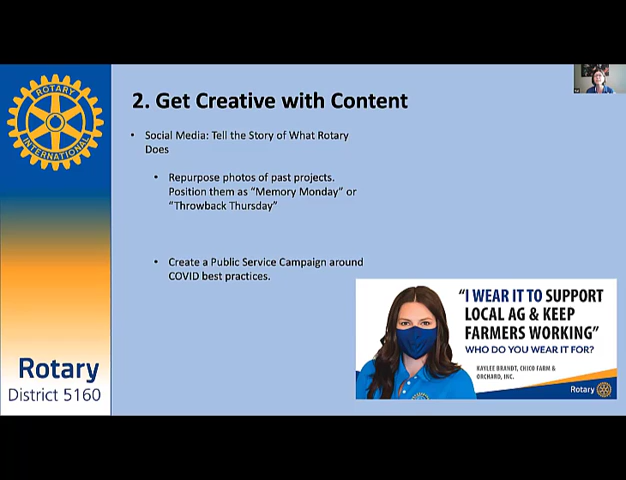 ROTARY
INTERNATIONAL
2. Get Creative with Content
• Social Media: Tell the Story of What Rotary
Does
• Repurpose photos of past projects.
Position them as “Memory Monday” or
“Throwback Thursday”
• Create a Public Service Campaign around
COVID best practices.
“I WEAR IT TO SUPPORT
LOCAL AG & KEEP
FARMERS WORKING”
WHO DO YOU WEAR IT FOR?
KAYLEE BRANDT, CHICO FARM &
ORCHARD, INC.
Rotary
Rotary
District 5160